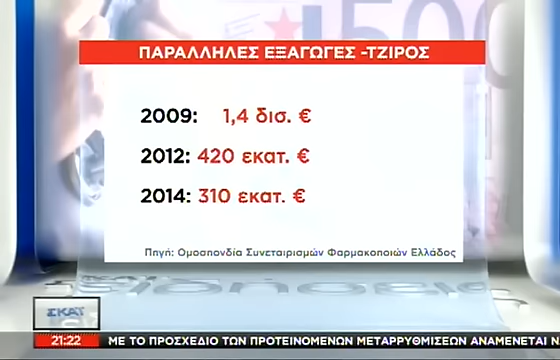 ΠΑΡΑΛΛΗΛΕΣ ΕΞΑΓΩΓΕΣ -ΤΖΙΡΟΣ
2009: 1,4 δισ. €
2012: 420 εκατ. €
2014: 310 εκατ. €
Πηγή: Ομοσπονδία Συνεταιρισμών Φαρμακοποιών Ελλάδος
ΣΚΑΪ
21:22 ΜΕ ΤΟ ΠΡΟΣΧΕΔΙΟ ΤΩΝ ΠΡΟΤΕΙΝΟΜΕΝΩΝ ΜΕΤΑΡΡΥΘΜΙΣΕΩΝ ΑΝΑΜΕΝΕΤΑΙ